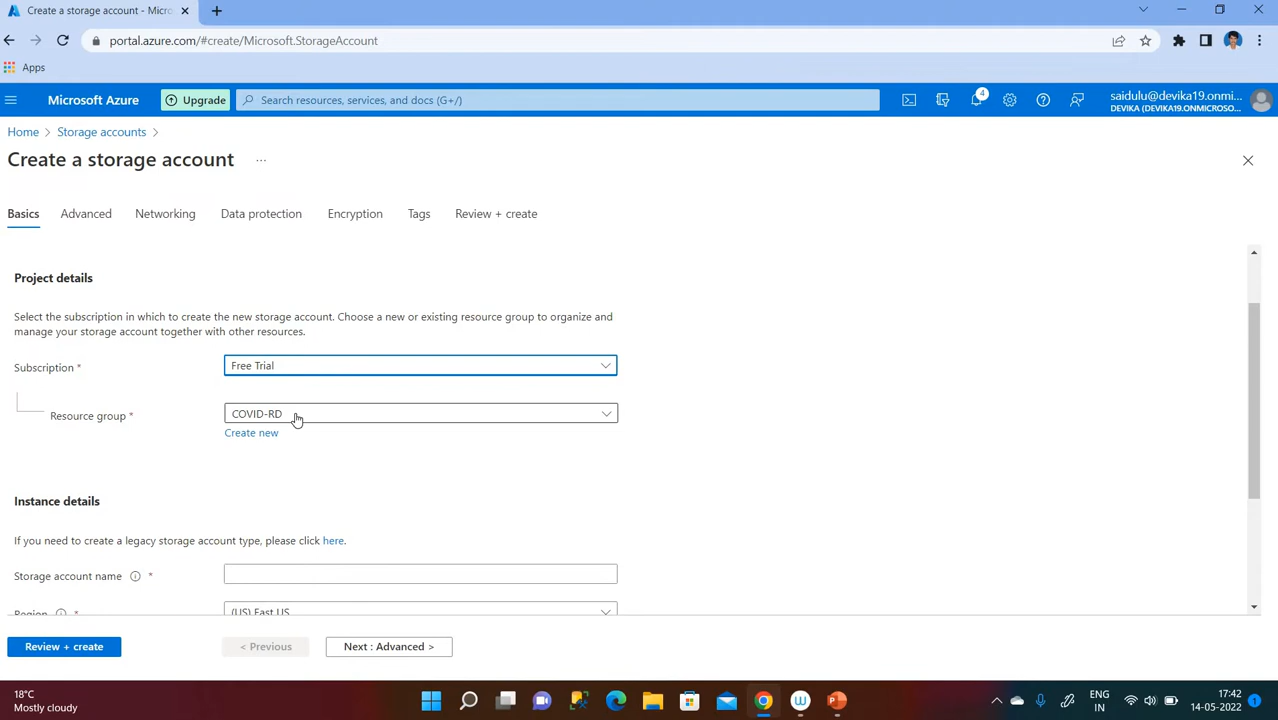 Create a storage account - Micro
portal.azure.com/#create/Microsoft.StorageAccount
Apps
Microsoft Azure
Upgrade
Search resources, services, and docs (G+/)
4
saidulu@devika19.onmi...
DEVIKA (DEVIKA19.ONMICROSO...
Home > Storage accounts >
Create a storage account ...
Basics
Advanced
Networking
Data protection
Encryption
Tags
Review + create
Project details
Select the subscription in which to create the new storage account. Choose a new or existing resource group to organize and
manage your storage account together with other resources.
Subscription *
Free Trial
Resource group *
COVID-RD
Create new
Instance details
If you need to create a legacy storage account type, please click here.
Storage account name *
Region *
(US) East US
Review + create
< Previous
Next : Advanced >
18°C
Mostly cloudy
ENG
IN
17:42
14-05-2022
1